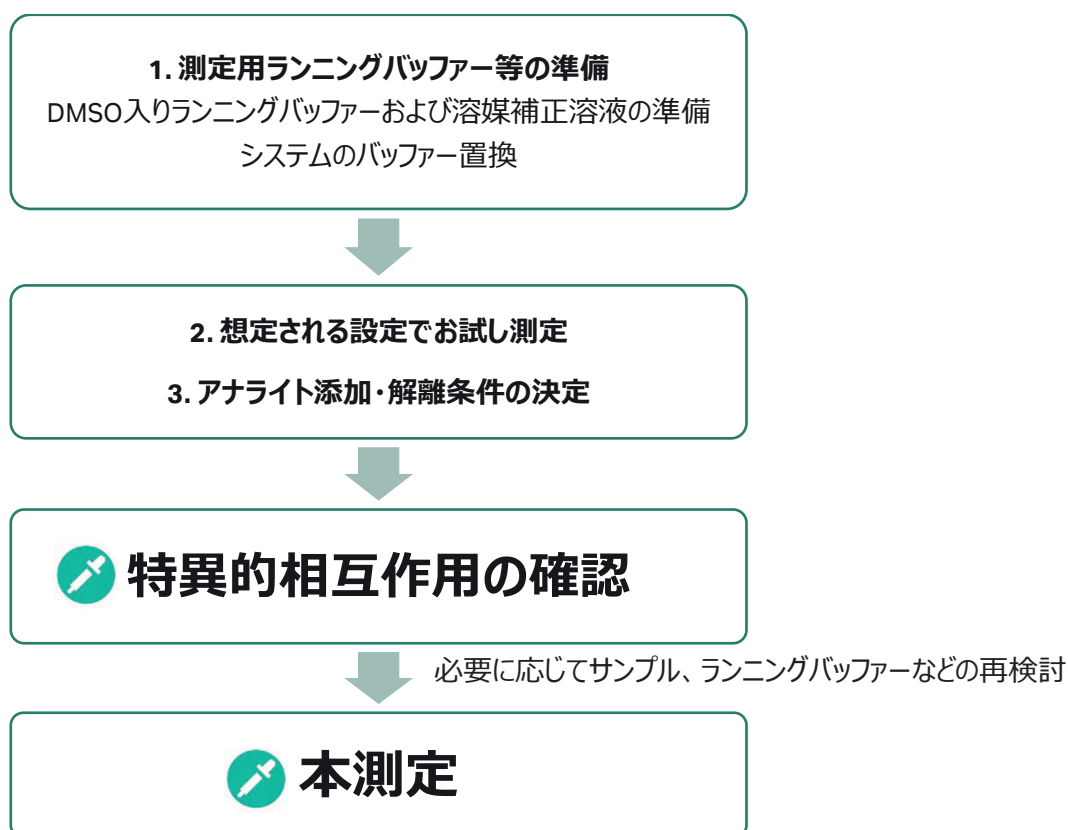 1. 測定用ランニングバッファー等の準備
DMSO入りランニングバッファーおよび溶媒補正溶液の準備
システムのバッファー置換
2. 想定される設定でお試し測定
3. アナライト添加・解離条件の決定
特異的相互作用の確認
必要に応じてサンプル、ランニングバッファーなどの再検討
本測定